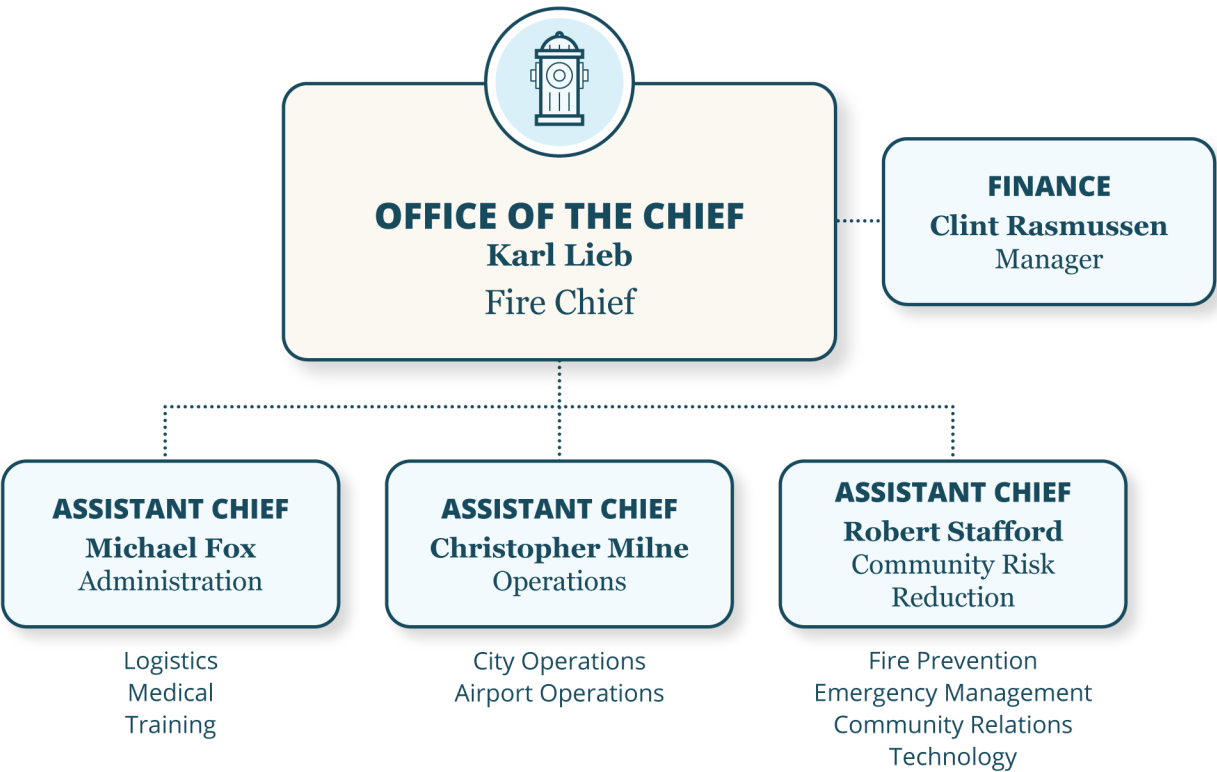 OFFICE OF THE CHIEF
Karl Lieb
Fire Chief
FINANCE
Clint Rasmussen
Manager
ASSISTANT CHIEF
Michael Fox
Administration
Logistics
Medical
Training
ASSISTANT CHIEF
Christopher Milne
Operations
City Operations
Airport Operations
ASSISTANT CHIEF
Robert Stafford
Community Risk
Reduction
Fire Prevention
Emergency Management
Community Relations
Technology